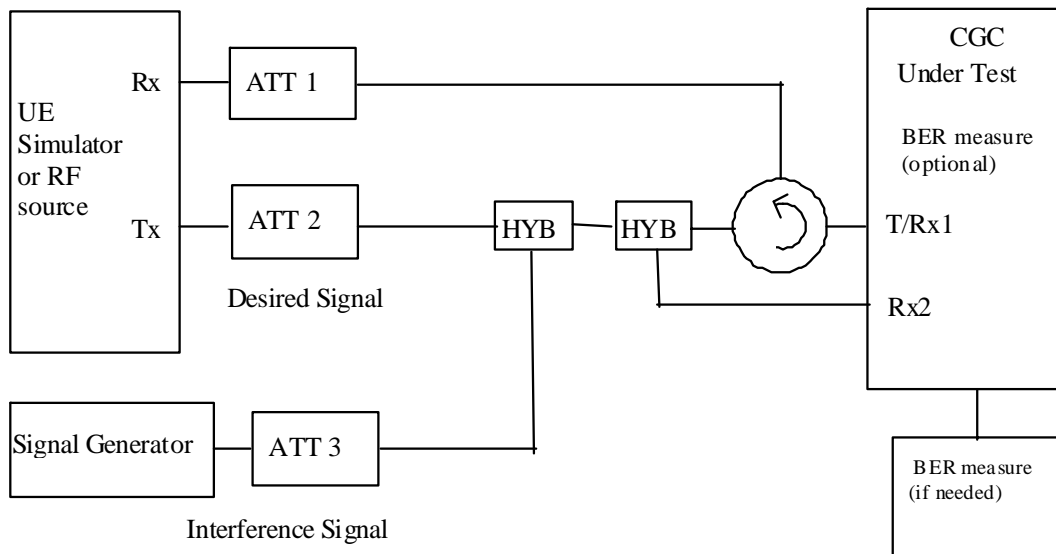 UE
Simulator
or RF
source
Rx
Tx
ATT 1
ATT 2
Desired Signal
HYB
HYB
CGC
Under Test
BER measure
(optional)
T/Rx1
Rx2
Signal Generator
ATT 3
Interference Signal
BER measure
(if needed)